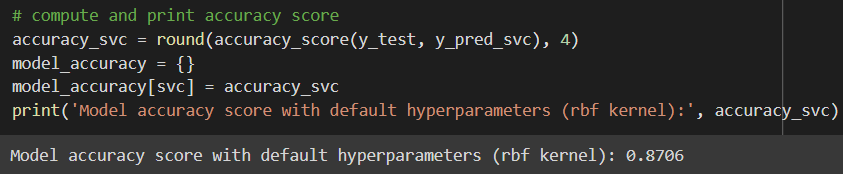 # compute and print accuracy score
accuracy_svc = round(accuracy_score(y_test, y_pred_svc), 4)
model_accuracy = {}
model_accuracy[svc] = accuracy_svc
print('Model accuracy score with default hyperparameters (rbf kernel):', accuracy_svc)
Model accuracy score with default hyperparameters (rbf kernel): 0.8706